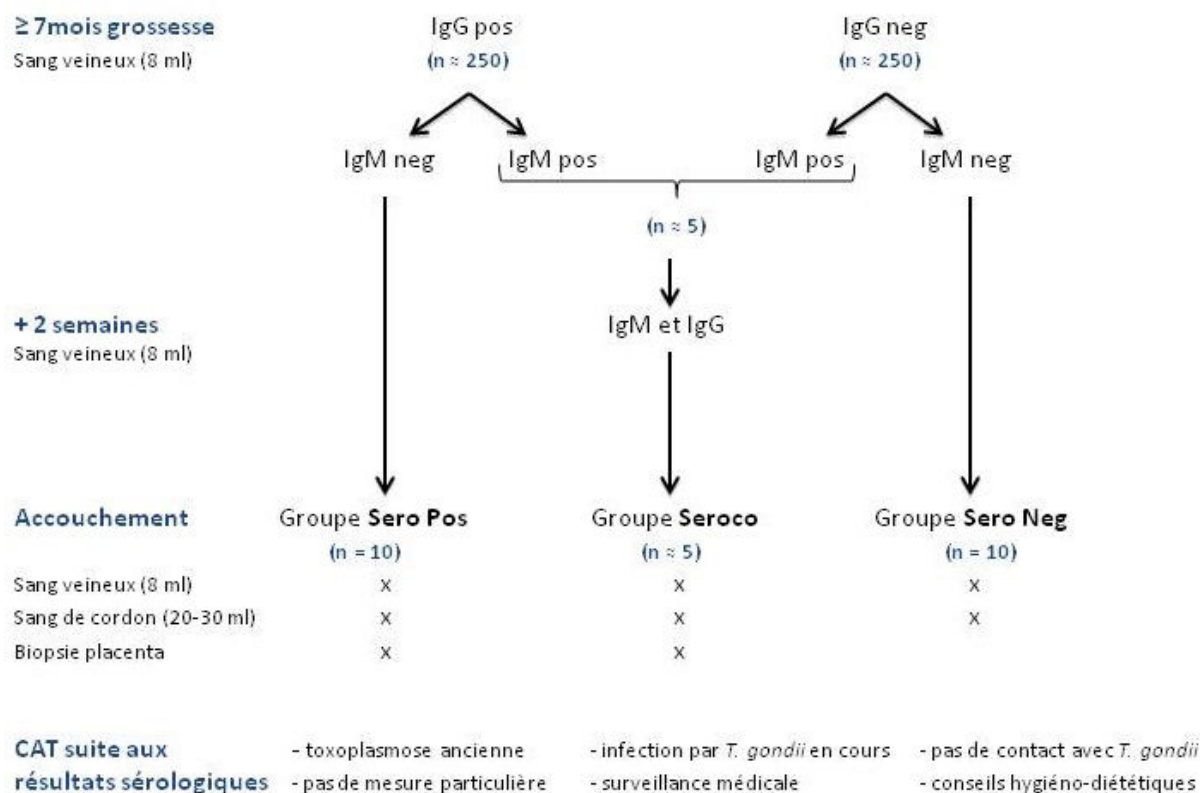 ≥ 7mois grossesse IgG pos IgG neg
Sang veineux (8 ml) (n ≈ 250) (n ≈ 250)
IgM neg IgM pos IgM pos IgM neg
(n ≈ 5)
+ 2 semaines IgM et IgG
Sang veineux (8 ml)
Accouchement Groupe Sero Pos Groupe Seroco Groupe Sero Neg
(n = 10) (n ≈ 5) (n = 10)
Sang veineux (8 ml) x x x
Sang de cordon (20-30 ml) x x x
Biopsie placenta x x
CAT suite aux - toxoplasmose ancienne - infection par T. gondii en cours - pas de contact avec T. gondii
résultats sérologiques - pas de mesure particulière - surveillance médicale - conseils hygiéno-diététiques